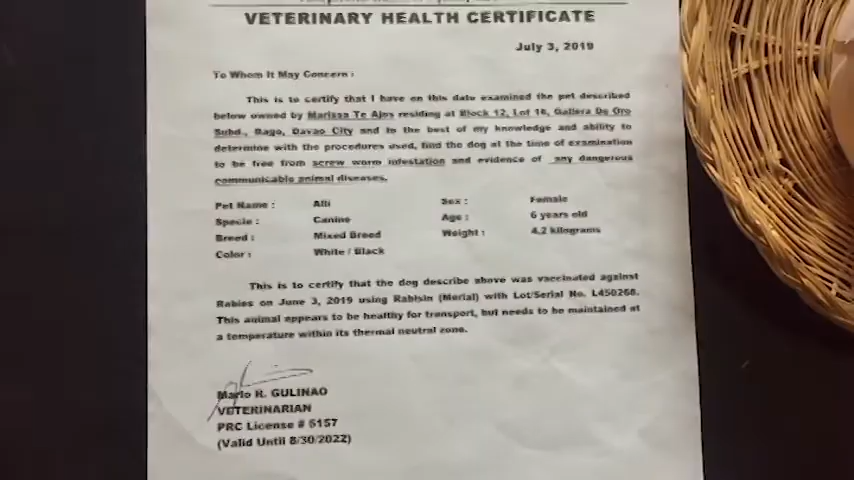 VETERINARY HEALTH CERTIFICATE
July 3, 2019
To Whom It May Concern :
This is to certify that I have on this date examined the pet described
below owned by Marissa Te Ajos residing at Block 12, Lot 16, Gallera De Oro
Subd., Bago, Davao City and to the best of my knowledge and ability to
determine with the procedures used, find the dog at the time of examination
to be free from screw worm infestation and evidence of any dangerous
communicable animal diseases.
Pet Name : Alli Sex : Female
Specie : Canine Age : 6 years old
Breed : Mixed Breed Weight : 4.2 kilograms
Color : White / Black
This is to certify that the dog describe above was vaccinated against
Rabies on June 3, 2019 using Rabisin (Merial) with Lot/Serial No. L450268.
This animal appears to be healthy for transport, but needs to be maintained at
a temperature within its thermal neutral zone.
Mario R. GULINAO
VETERINARIAN
PRC License # 5157
(Valid Until 8/30/2022)